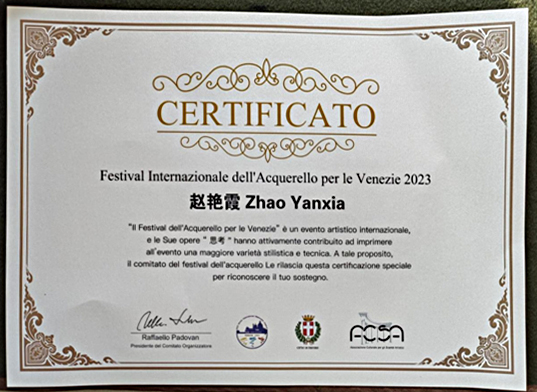 CERTIFICATO
Festival Internazionale dell'Acquerello per le Venezie 2023
赵艳霞 Zhao Yanxia
"Il Festival dell'Acquerello per le Venezie" è un evento artistico internazionale,
e le Sue opere " 思考 " hanno attivamente contribuito ad imprimere
all'evento una maggiore varietà stilistica e tecnica. A tale proposito,
il comitato del festival dell'acquerello Le rilascia questa certificazione speciale
per riconoscere il tuo sostegno.
Raffaello Padovan
Presidente del Comitato Organizzatore
ACSA